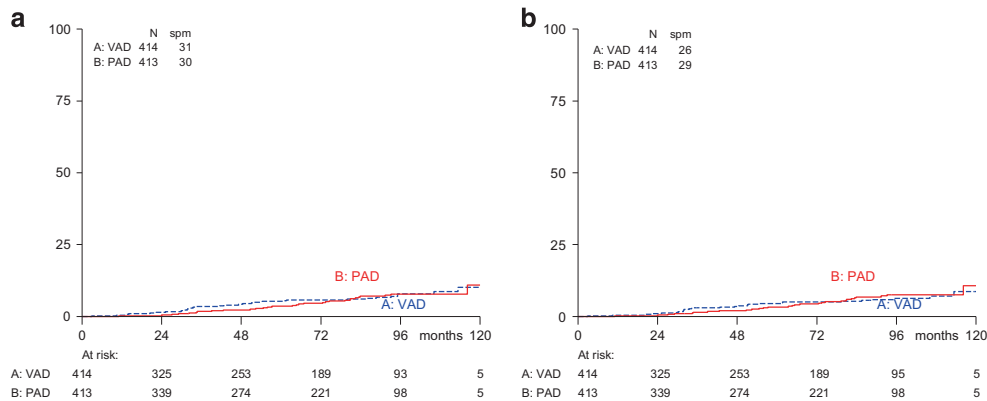 a
100
75
50
25
0
N spm
A: VAD 414 31
B: PAD 413 30
B: PAD
A: VAD
0 24 48 72 96 months 120
At risk:
A: VAD 414 325 253 189 93 5
B: PAD 413 339 274 221 98 5
b
100
75
50
25
0
N spm
A: VAD 414 26
B: PAD 413 29
B: PAD
A: VAD
0 24 48 72 96 months 120
At risk:
A: VAD 414 325 253 189 95 5
B: PAD 413 339 274 221 98 5